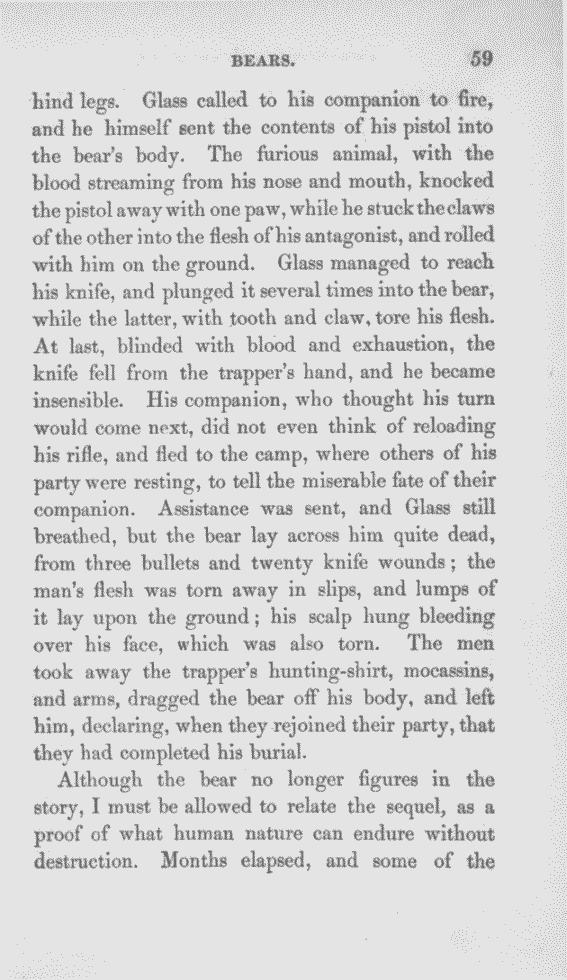 BEARS. 59
hind legs. Glass called to his companion to fire,
and he himself sent the contents of his pistol into
the bear's body. The furious animal, with the
blood streaming from his nose and mouth, knocked
the pistol away with one paw, while he stuck the claws
of the other into the flesh of his antagonist, and rolled
with him on the ground. Glass managed to reach
his knife, and plunged it several times into the bear,
while the latter, with tooth and claw, tore his flesh.
At last, blinded with blood and exhaustion, the
knife fell from the trapper's hand, and he became
insensible. His companion, who thought his turn
would come next, did not even think of reloading
his rifle, and fled to the camp, where others of his
party were resting, to tell the miserable fate of their
companion. Assistance was sent, and Glass still
breathed, but the bear lay across him quite dead,
from three bullets and twenty knife wounds; the
man's flesh was torn away in slips, and lumps of
it lay upon the ground; his scalp hung bleeding
over his face, which was also torn. The men
took away the trapper's hunting-shirt, mocassins,
and arms, dragged the bear off his body, and left
him, declaring, when they rejoined their party, that
they had completed his burial.
Although the bear no longer figures in the
story, I must be allowed to relate the sequel, as a
proof of what human nature can endure without
destruction. Months elapsed, and some of the